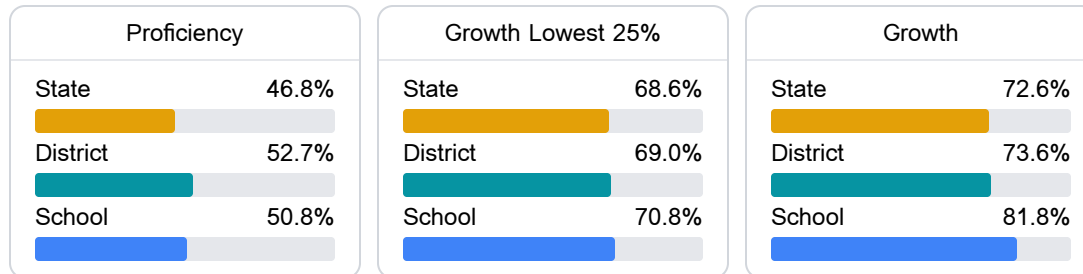 Proficiency
State 46.8%
District 52.7%
School 50.8%
Growth Lowest 25%
State 68.6%
District 69.0%
School 70.8%
Growth
State 72.6%
District 73.6%
School 81.8%